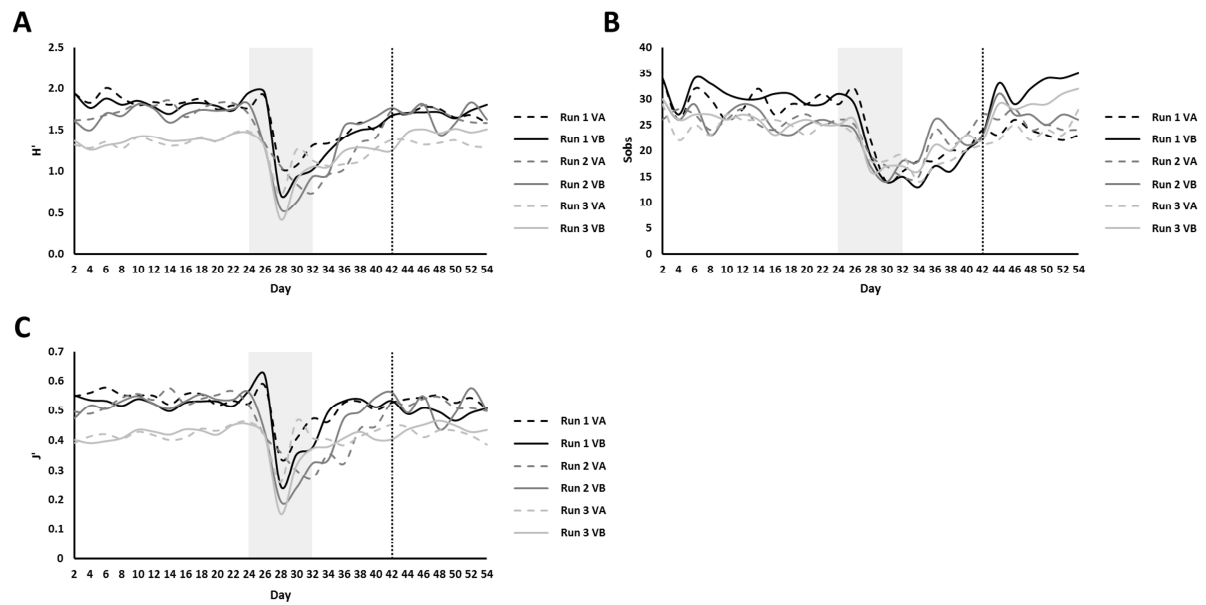 A
H'
2.5
2.0
1.5
1.0
0.5
0.0
2 4 6 8 10 12 14 16 18 20 22 24 26 28 30 32 34 36 38 40 42 44 46 48 50 52 54
Day
Run 1 VA
Run 1 VB
Run 2 VA
Run 2 VB
Run 3 VA
Run 3 VB
B
Sobs
40
35
30
25
20
15
10
5
0
2 4 6 8 10 12 14 16 18 20 22 24 26 28 30 32 34 36 38 40 42 44 46 48 50 52 54
Day
Run 1 VA
Run 1 VB
Run 2 VA
Run 2 VB
Run 3 VA
Run 3 VB
C
J'
0.7
0.6
0.5
0.4
0.3
0.2
0.1
0
2 4 6 8 10 12 14 16 18 20 22 24 26 28 30 32 34 36 38 40 42 44 46 48 50 52 54
Day
Run 1 VA
Run 1 VB
Run 2 VA
Run 2 VB
Run 3 VA
Run 3 VB